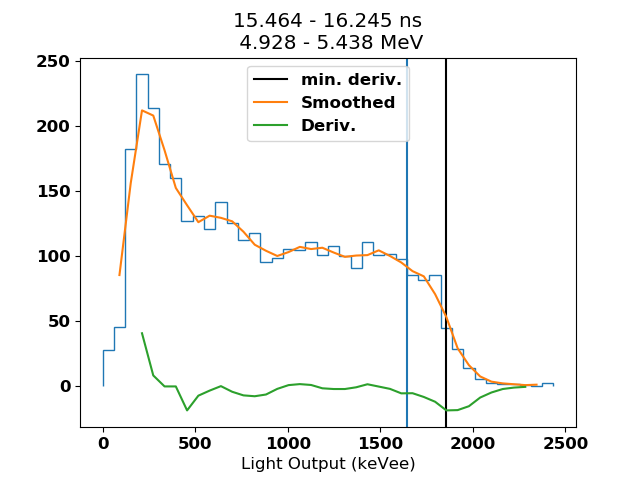 15.464 - 16.245 ns
4.928 - 5.438 MeV
250
200
150
100
50
0
min. deriv.
Smoothed
Deriv.
0 500 1000 1500 2000 2500
Light Output (keVee)